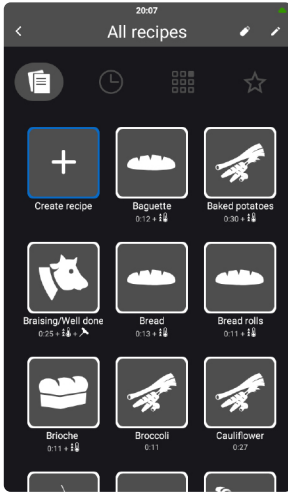 20:07
All recipes
Create recipe
Baguette
0:12 +
Baked potatoes
0:30 +
Braising/Well done
0:25 + +
Bread
0:13 +
Bread rolls
0:11 +
Brioche
0:11 +
Broccoli
0:11
Cauliflower
0:27